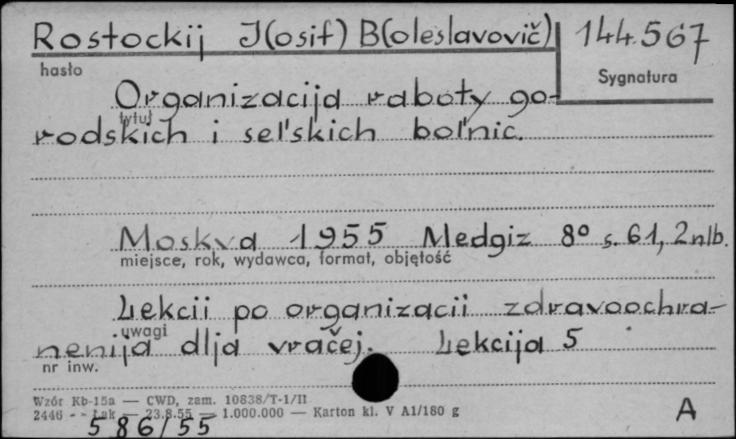 Rostockij J(osif) B(oleslavovič) 144.567
hasło Sygnatura
Organizacija raboty go-
tytuł
rodskich i sel'skich bol'nic.
Moskva 1955 Medgiz 8° s. 61, 2 nlb.
miejsce, rok, wydawca, format, objętość
Lekcii po organizacii zdravoochra-
uwagi
nenija dlja vračej. Lekcija 5
nr inw.
Wzór Kb-15a — CWD, zam. 10838/T-1/II
2446 - - Łuk — 23.8.55 — 1.000.000 — Karton kl. V A1/180 g
586/55 A